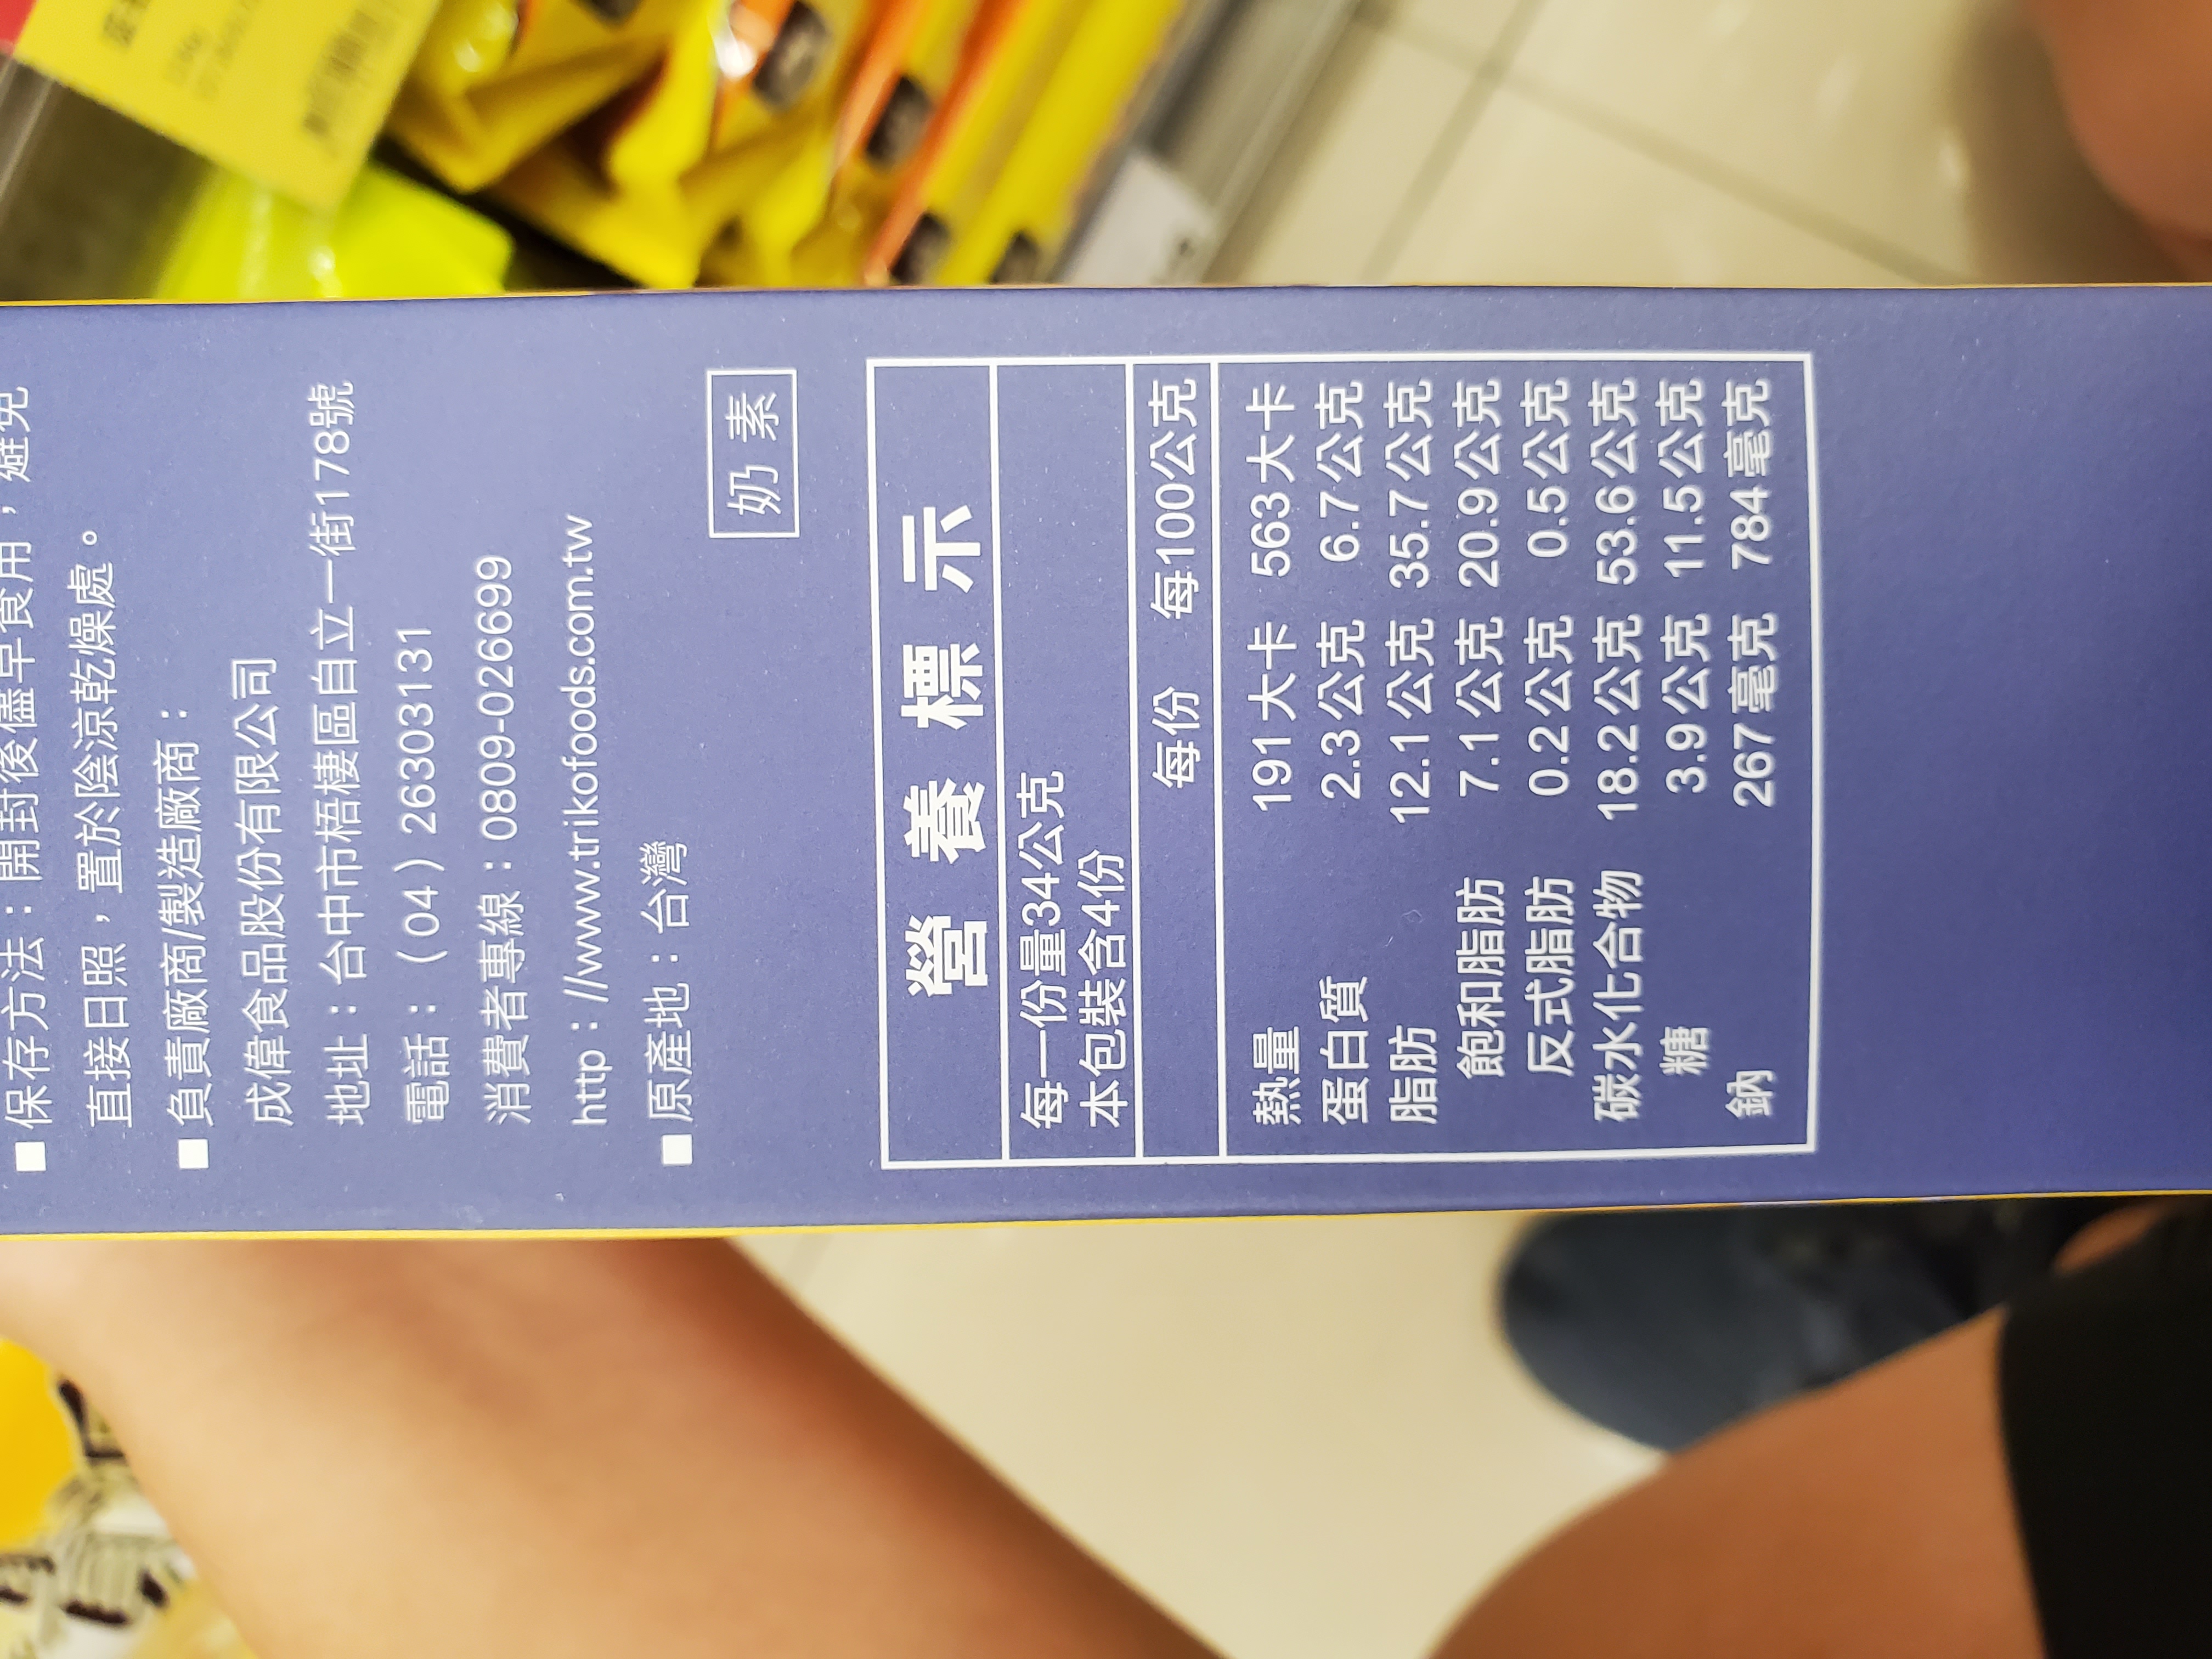 ■保存方法：開封後儘早食用，避免
直接日照，置於陰涼乾燥處。
■負責廠商/製造廠商：
成偉食品股份有限公司
地址：台中市梧棲區自立一街178號
電話：（04）26303131
消費者專線：0809-026699
http：//www.trikofoods.com.tw
■原產地：台灣
奶素
營養標示
每一份量34公克
本包裝含4份
每份 每100公克
熱量 191大卡 563大卡
蛋白質 2.3公克 6.7公克
脂肪 12.1公克 35.7公克
飽和脂肪 7.1公克 20.9公克
反式脂肪 0.2公克 0.5公克
碳水化合物 18.2公克 53.6公克
糖 3.9公克 11.5公克
鈉 267毫克 784毫克